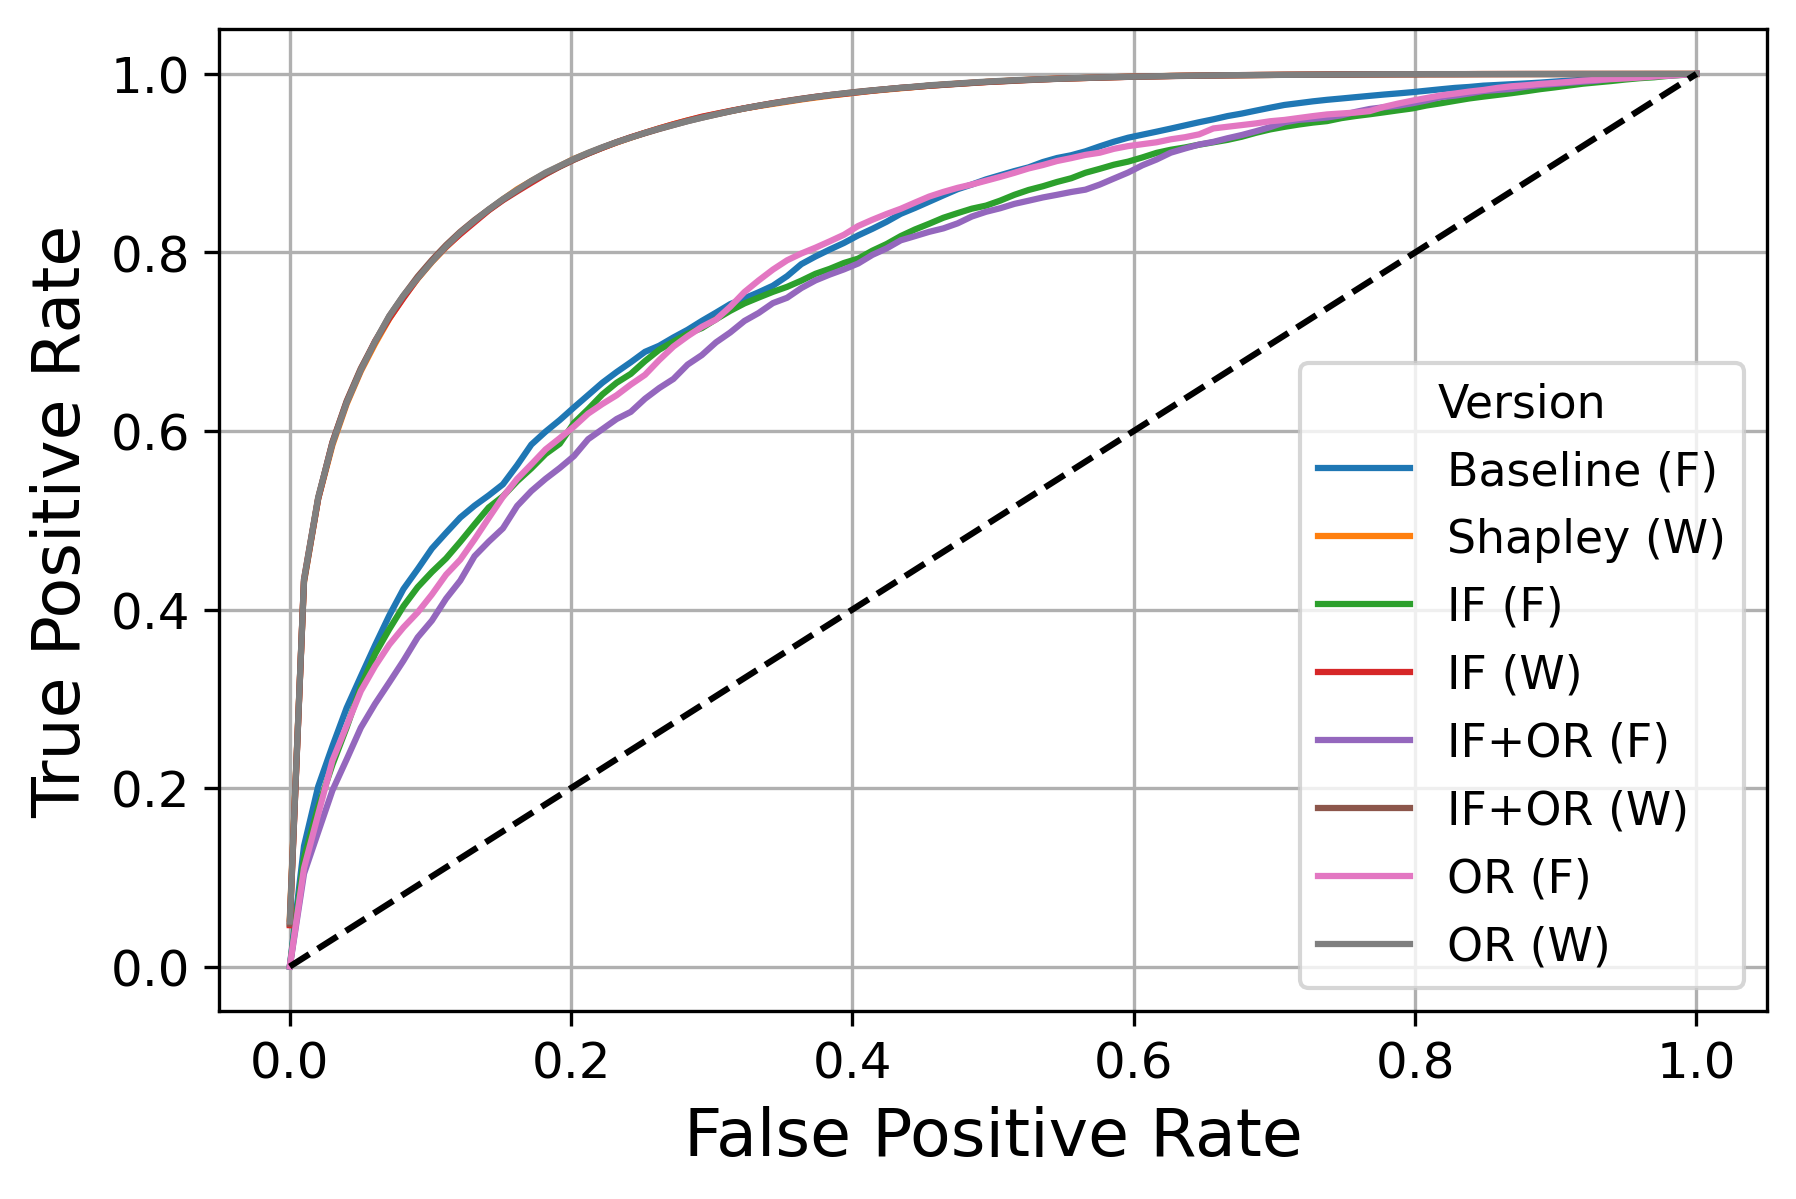 True Positive Rate
1.0
0.8
0.6
0.4
0.2
0.0
0.0 0.2 0.4 0.6 0.8 1.0
False Positive Rate
Version
Baseline (F)
Shapley (W)
IF (F)
IF (W)
IF+OR (F)
IF+OR (W)
OR (F)
OR (W)